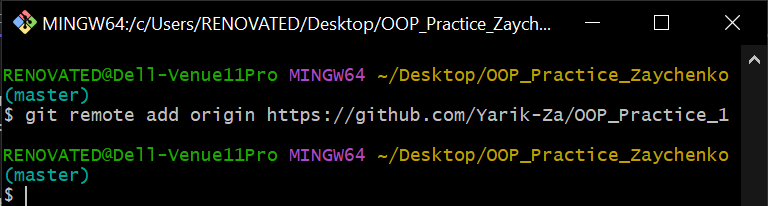 MINGW64:/c/Users/RENOVATED/Desktop/OOP_Practice_Zaych...
RENOVATED@Dell-Venue11Pro MINGW64 ~/Desktop/OOP_Practice_Zaychenko
(master)
$ git remote add origin https://github.com/Yarik-Za/OOP_Practice_1
RENOVATED@Dell-Venue11Pro MINGW64 ~/Desktop/OOP_Practice_Zaychenko
(master)
$